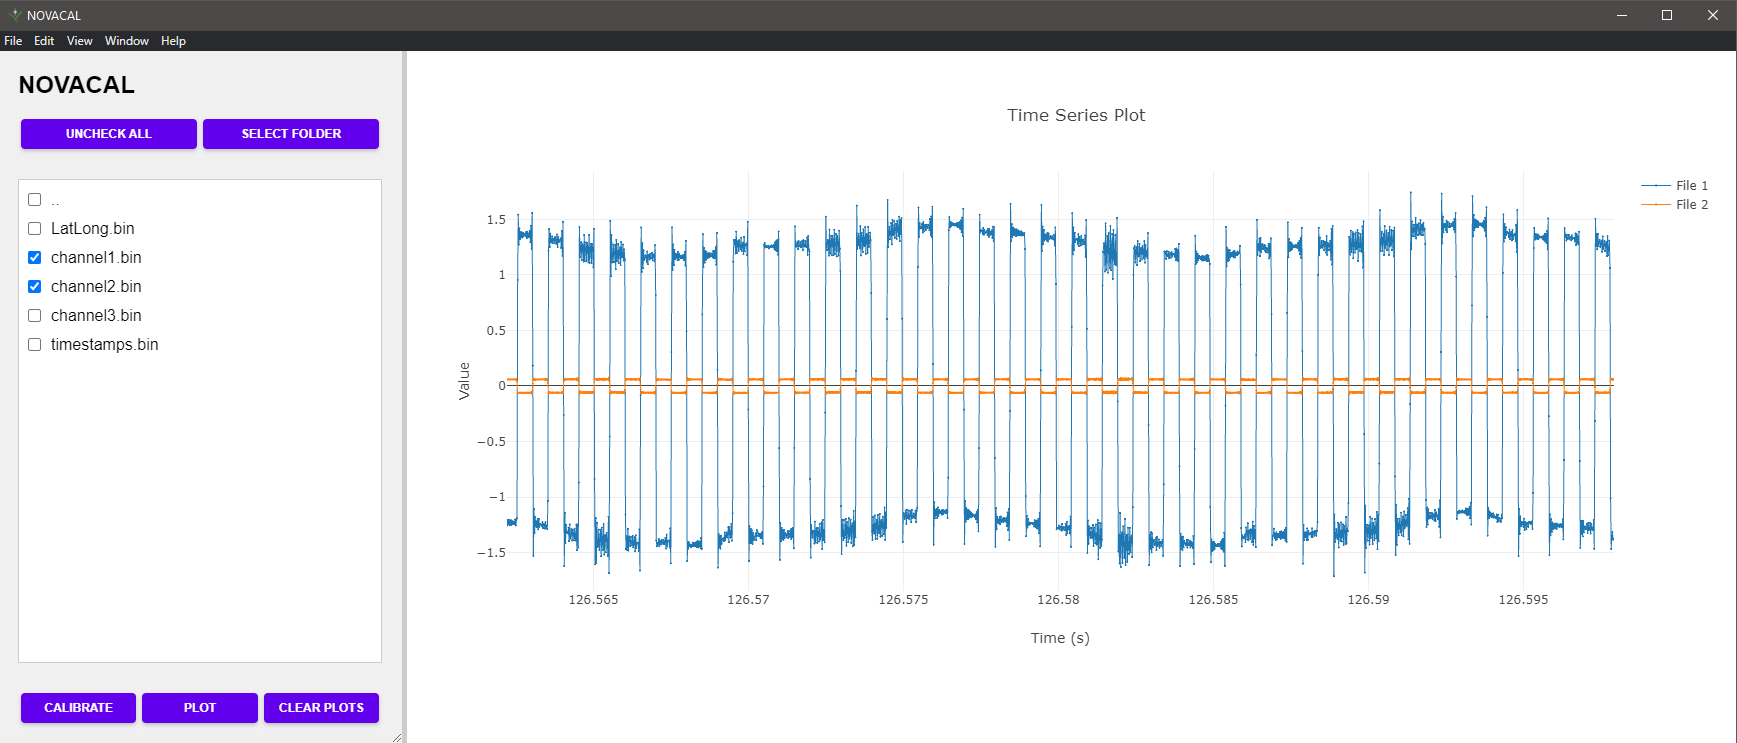 NOVACAL
File Edit View Window Help
NOVACAL
UNCHECK ALL SELECT FOLDER
..
LatLong.bin
channel1.bin
channel2.bin
channel3.bin
timestamps.bin
CALIBRATE PLOT CLEAR PLOTS
Time Series Plot
File 1
File 2
Value
1.5
1
0.5
0
−0.5
−1
−1.5
126.565 126.57 126.575 126.58 126.585 126.59 126.595
Time (s)